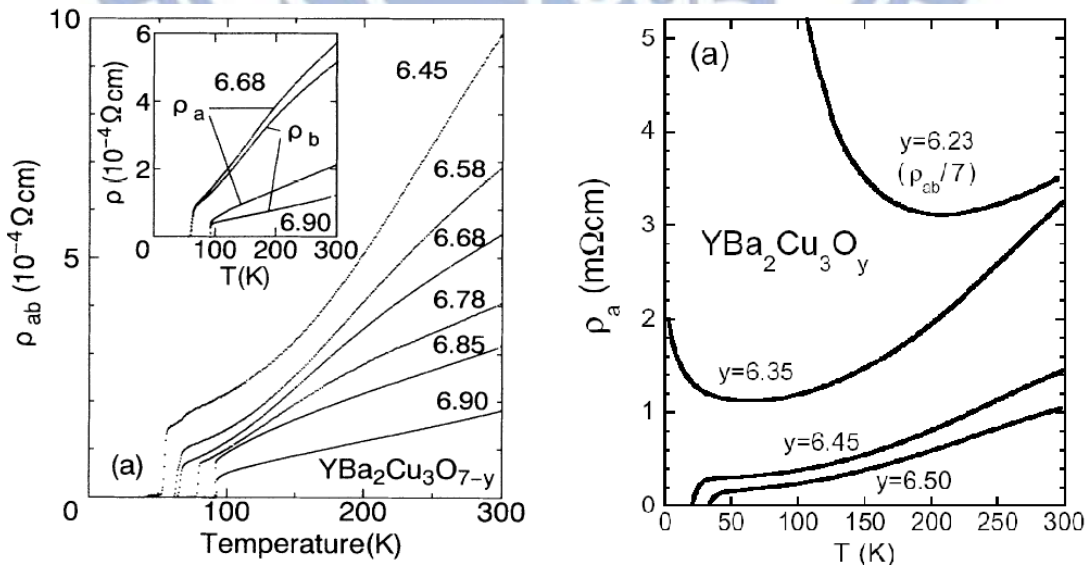 10
5
0
ρab (10⁻⁴ Ωcm)
6
4
2
0
ρ (10⁻⁴ Ωcm)
6.68
ρa
ρb
6.90
0 100 200 300
T(K)
6.45
6.58
6.68
6.78
6.85
6.90
(a)
YBa₂Cu₃O₇₋y
0 100 200 300
Temperature(K)
(a)
5
4
3
2
1
0
ρa (mΩcm)
y=6.23
(ρab/7)
YBa₂Cu₃Oy
y=6.35
y=6.45
y=6.50
0 50 100 150 200 250 300
T (K)